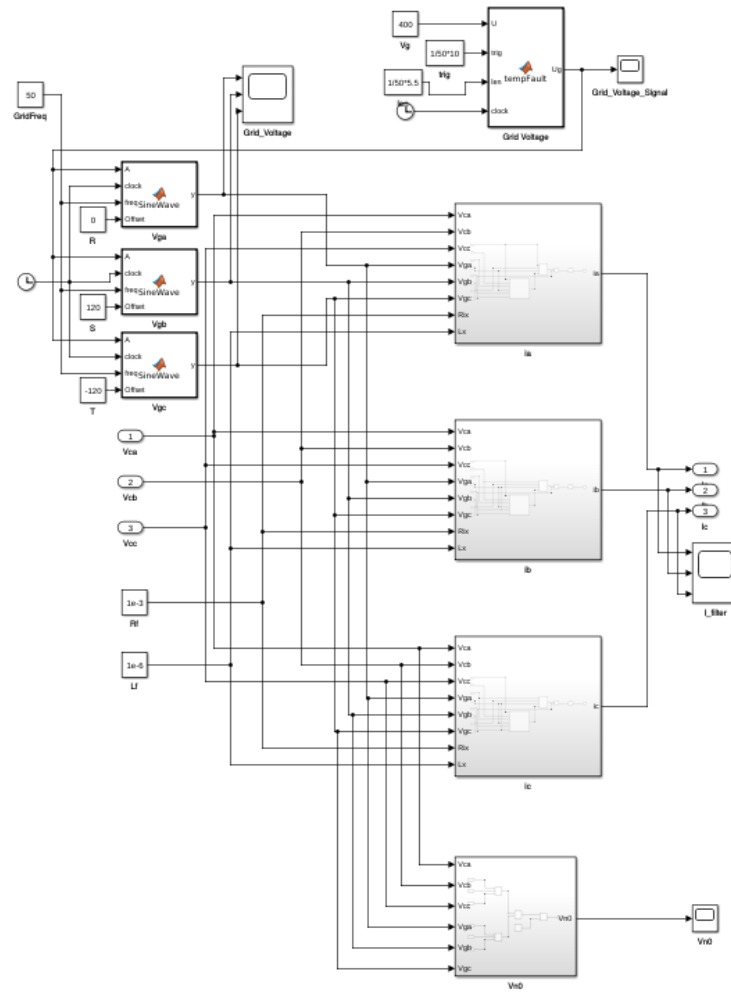 400
U
Vg
1/50*10
trig
trig
tempFault
Ug
1/50*5.5
len
clock
Grid_Voltage_Signal
Grid Voltage
50
GridFreq
Grid_Voltage
A
clock
freq
SineWave
y
0
Offset
R
Vga
A
clock
freq
SineWave
y
120
Offset
S
Vgb
A
clock
freq
SineWave
y
-120
Offset
T
Vgc
Vca
Vcb
Vcc
Vga
Vgb
Vgc
Rlx
Lx
ia
Ia
1
Vca
2
Vcb
3
Vcc
Vca
Vcb
Vcc
Vga
Vgb
Vgc
Rlx
Lx
ib
Ib
1
2
3
Ic
I_filter
1e-3
Rf
1e-6
Lf
Vca
Vcb
Vcc
Vga
Vgb
Vgc
Rlx
Lx
ic
Ic
Vca
Vcb
Vcc
Vga
Vgb
Vgc
Vn0
Vn0
Vn0